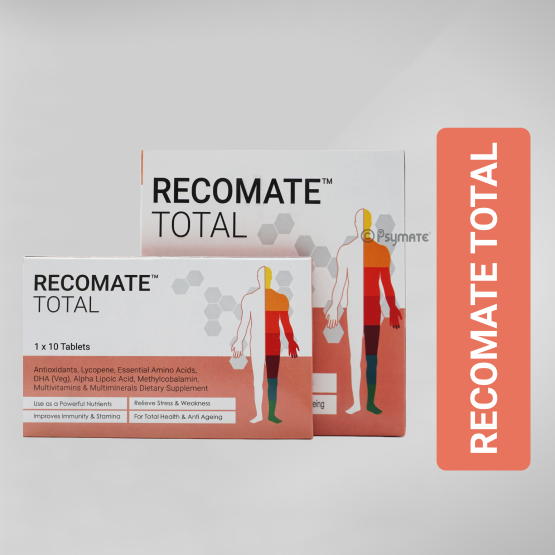 RECOMATE™
TOTAL
© Psymate®
eing
RECOMATE™
TOTAL
1 x 10 Tablets
Antioxidants, Lycopene, Essential Amino Acids,
DHA (Veg), Alpha Lipoic Acid, Methylcobalamin,
Multivitamins & Multiminerals Dietary Supplement
Use as a Powerful Nutrients
Relieve Stress & Weakness
Improves Immunity & Stamina
For Total Health & Anti Ageing
RECOMATE TOTAL